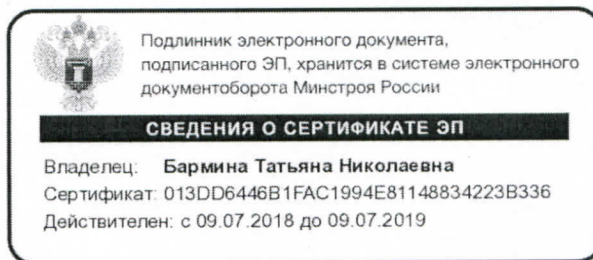 Подлинник электронного документа,
подписанного ЭП, хранится в системе электронного
документоборота Минстроя России
СВЕДЕНИЯ О СЕРТИФИКАТЕ ЭП
Владелец: Бармина Татьяна Николаевна
Сертификат: 013DD6446B1FAC1994E81148834223B336
Действителен: с 09.07.2018 до 09.07.2019